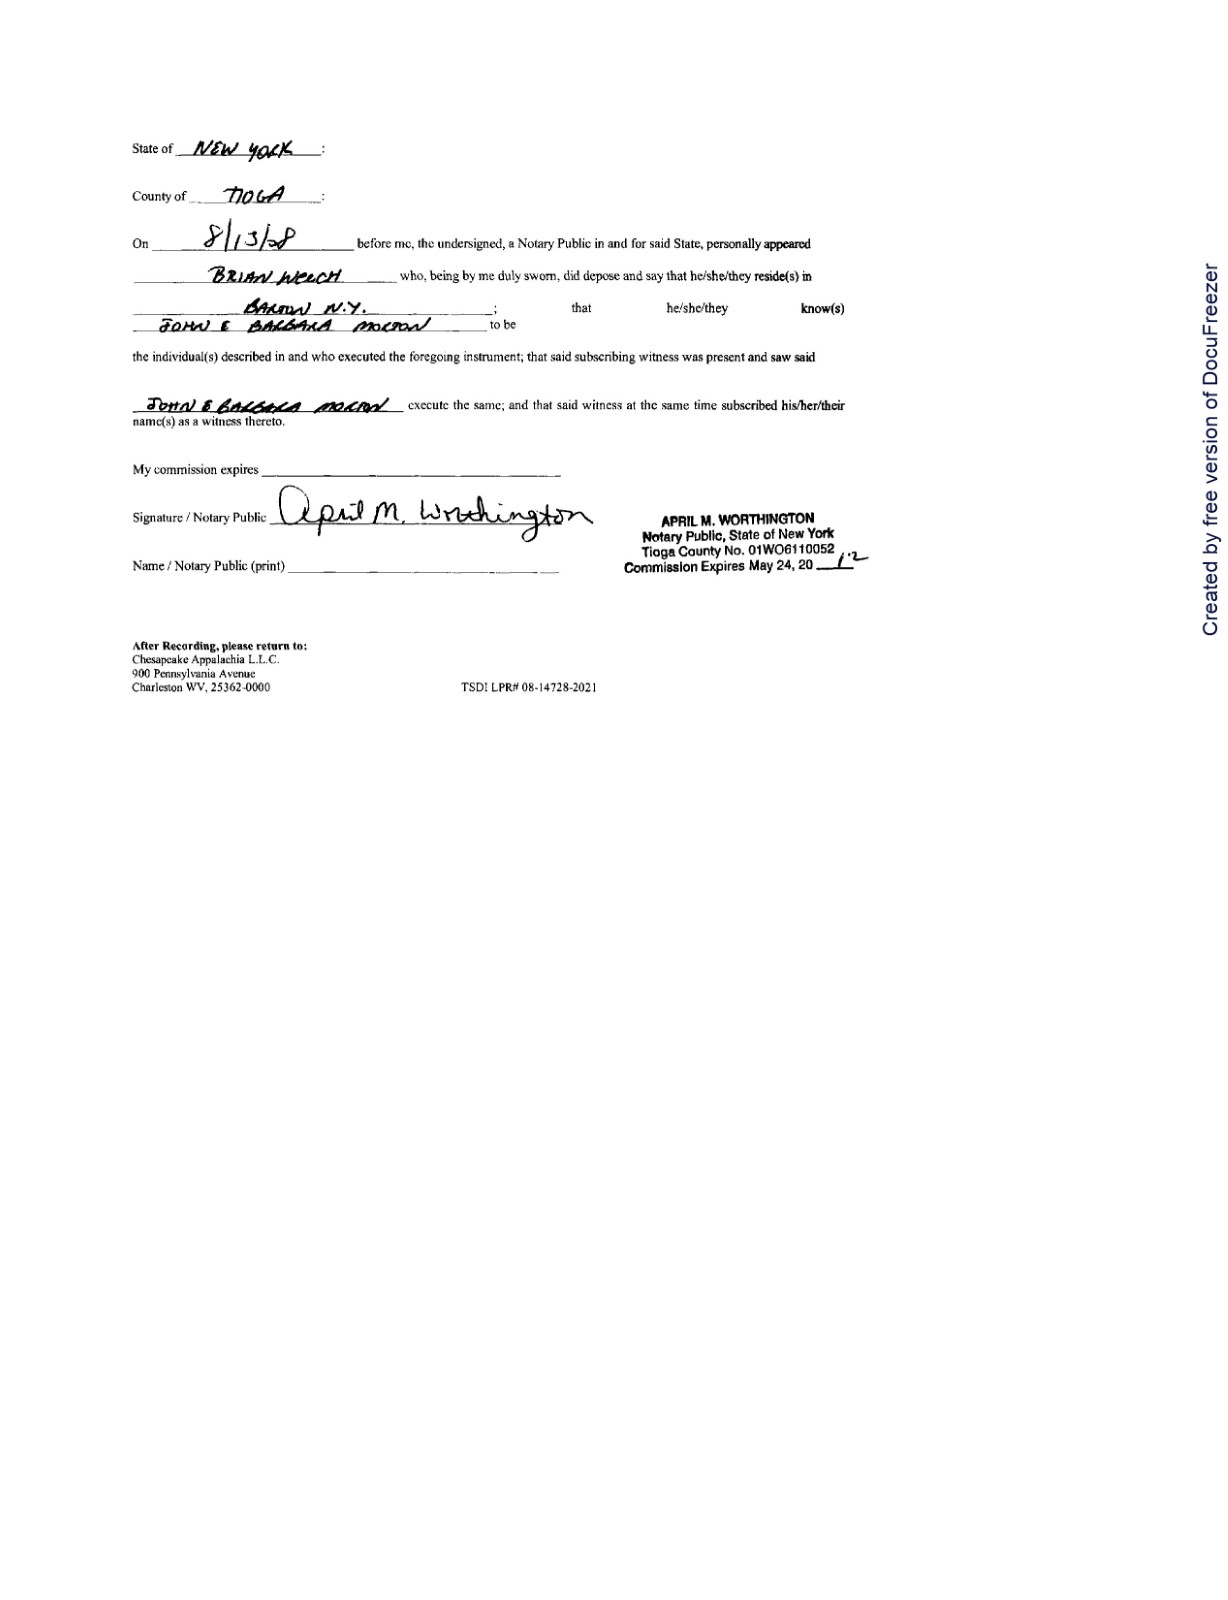 State of NEW YORK :
County of TIOGA :
On 8/13/08 before me, the undersigned, a Notary Public in and for said State, personally appeared
BRIAN WELCH who, being by me duly sworn, did depose and say that he/she/they reside(s) in
BARTON N.Y. ; that he/she/they know(s)
JOHN & BARBARA MORTON to be
the individual(s) described in and who executed the foregoing instrument; that said subscribing witness was present and saw said
JOHN & BARBARA MORTON execute the same; and that said witness at the same time subscribed his/her/their
name(s) as a witness thereto.
My commission expires
Signature / Notary Public April M. Worthington
APRIL M. WORTHINGTON
Notary Public, State of New York
Tioga County No. 01WO6110052
Commission Expires May 24, 20 12
Name / Notary Public (print)
After Recording, please return to:
Chesapeake Appalachia L.L.C.
900 Pennsylvania Avenue
Charleston WV, 25362-0000
TSDI LPR# 08-14728-2021
Created by free version of DocuFreezer